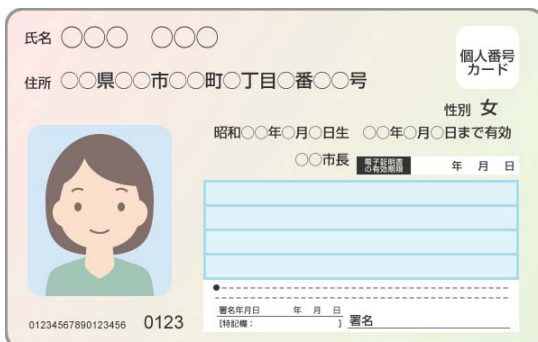 氏名 ○○○ ○○○
個人番号
カード
住所 ○○県○○市○○町○丁目○番○○号
性別 女
昭和○○年○月○日生 ○○年○月○日まで有効
○○市長 電子証明書の有効期限 年 月 日
署名年月日 年 月 日
[特記欄: ] 署名
01234567890123456 0123